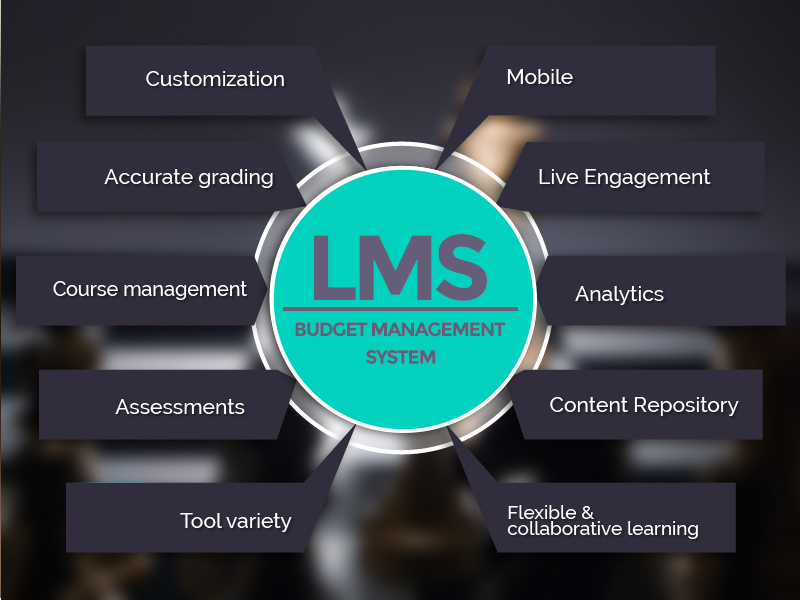 Customization
Mobile
Accurate grading
Live Engagement
LMS
BUDGET MANAGEMENT
SYSTEM
Course management
Analytics
Assessments
Content Repository
Tool variety
Flexible &
collaborative learning